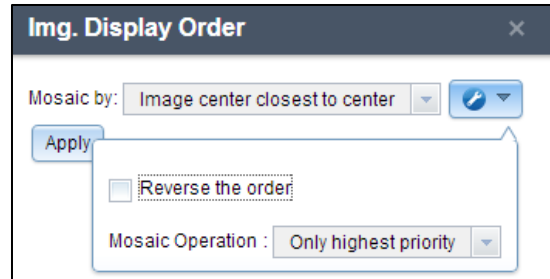 Img. Display Order
Mosaic by: Image center closest to center
Apply
Reverse the order
Mosaic Operation : Only highest priority